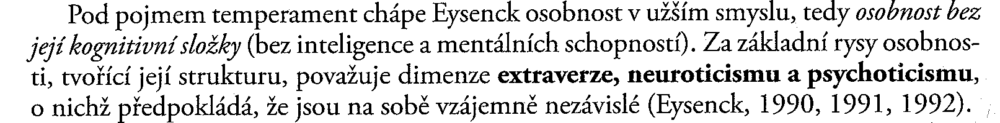 Pod pojmem temperament chápe Eysenck osobnost v užším smyslu, tedy osobnost bez
její kognitivní složky (bez inteligence a mentálních schopností). Za základní rysy osobnos-
ti, tvořící její strukturu, považuje dimenze extraverze, neuroticismu a psychoticismu,
o nichž předpokládá, že jsou na sobě vzájemně nezávislé (Eysenck, 1990, 1991, 1992).